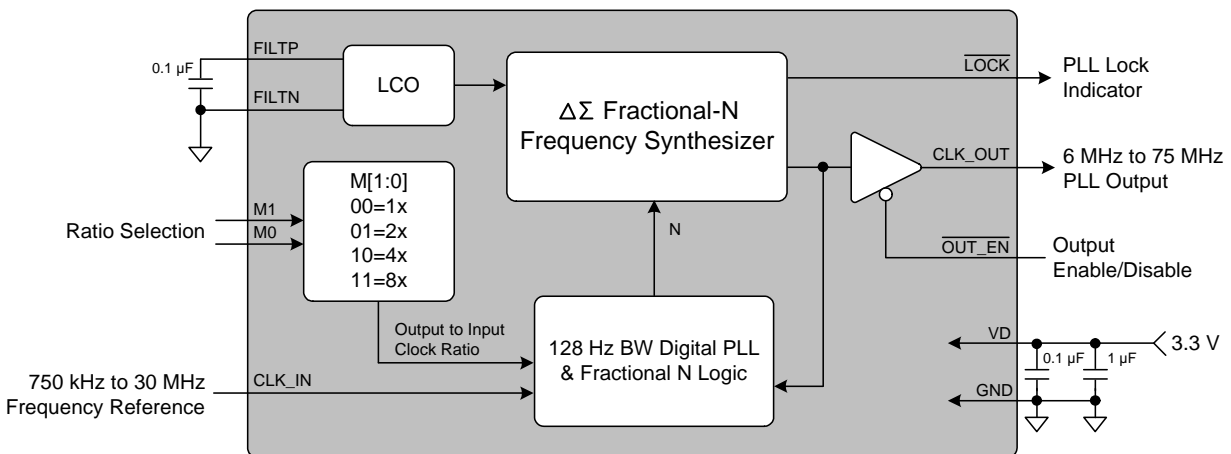 FILTP
0.1 µF
LCO
FILTN
ΔΣ Fractional-N
Frequency Synthesizer
LOCK
PLL Lock
Indicator
CLK_OUT
6 MHz to 75 MHz
PLL Output
M[1:0]
00=1x
01=2x
10=4x
11=8x
M1
M0
Ratio Selection
N
OUT_EN
Output
Enable/Disable
Output to Input
Clock Ratio
128 Hz BW Digital PLL
& Fractional N Logic
VD
3.3 V
0.1 µF
1 µF
GND
750 kHz to 30 MHz
Frequency Reference
CLK_IN